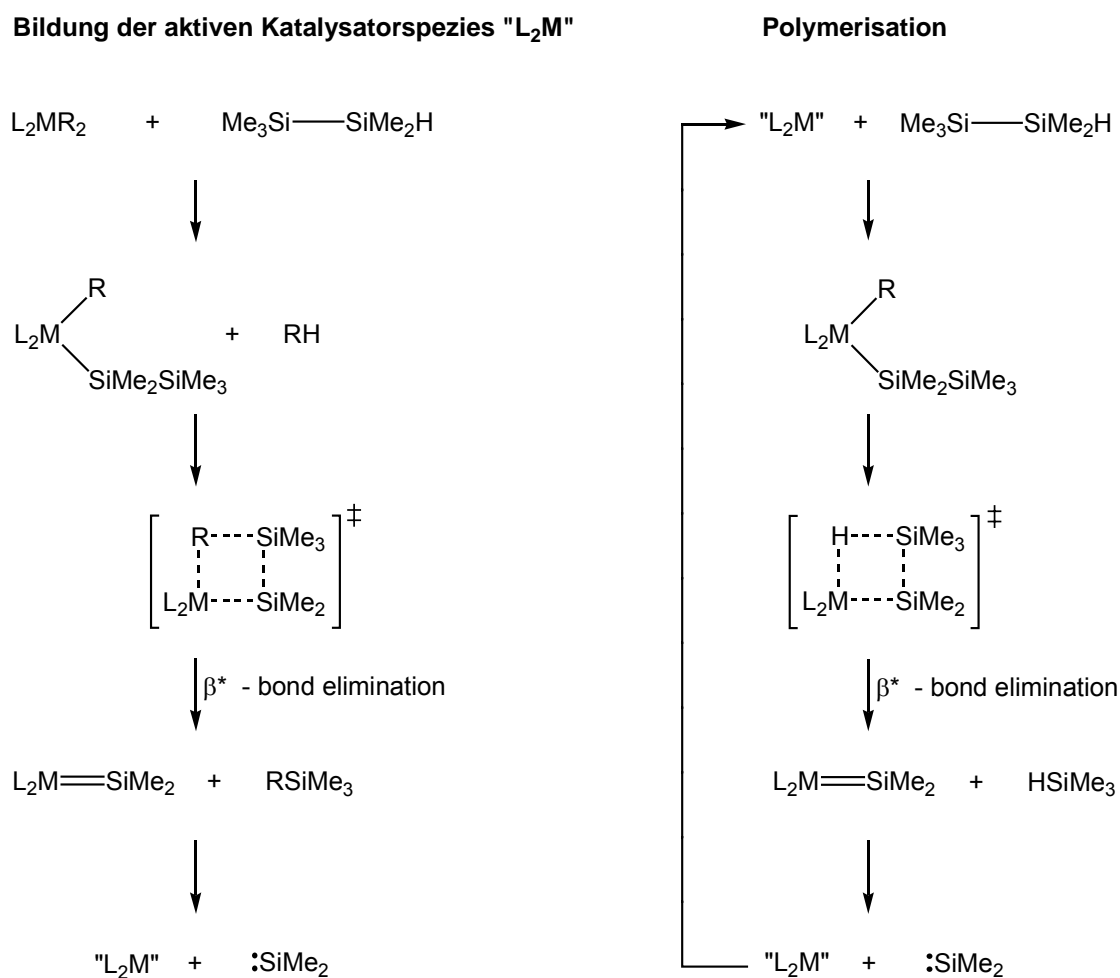 Bildung der aktiven Katalysatorspezies "L₂M"
L₂MR₂ + Me₃Si SiMe₂H
R
L₂M + RH
SiMe₂SiMe₃
R SiMe₃ ‡
L₂M SiMe₂
β* - bond elimination
L₂M SiMe₂ + RSiMe₃
"L₂M" + :SiMe₂
Polymerisation
"L₂M" + Me₃Si SiMe₂H
R
L₂M
SiMe₂SiMe₃
H SiMe₃ ‡
L₂M SiMe₂
β* - bond elimination
L₂M SiMe₂ + HSiMe₃
"L₂M" + :SiMe₂